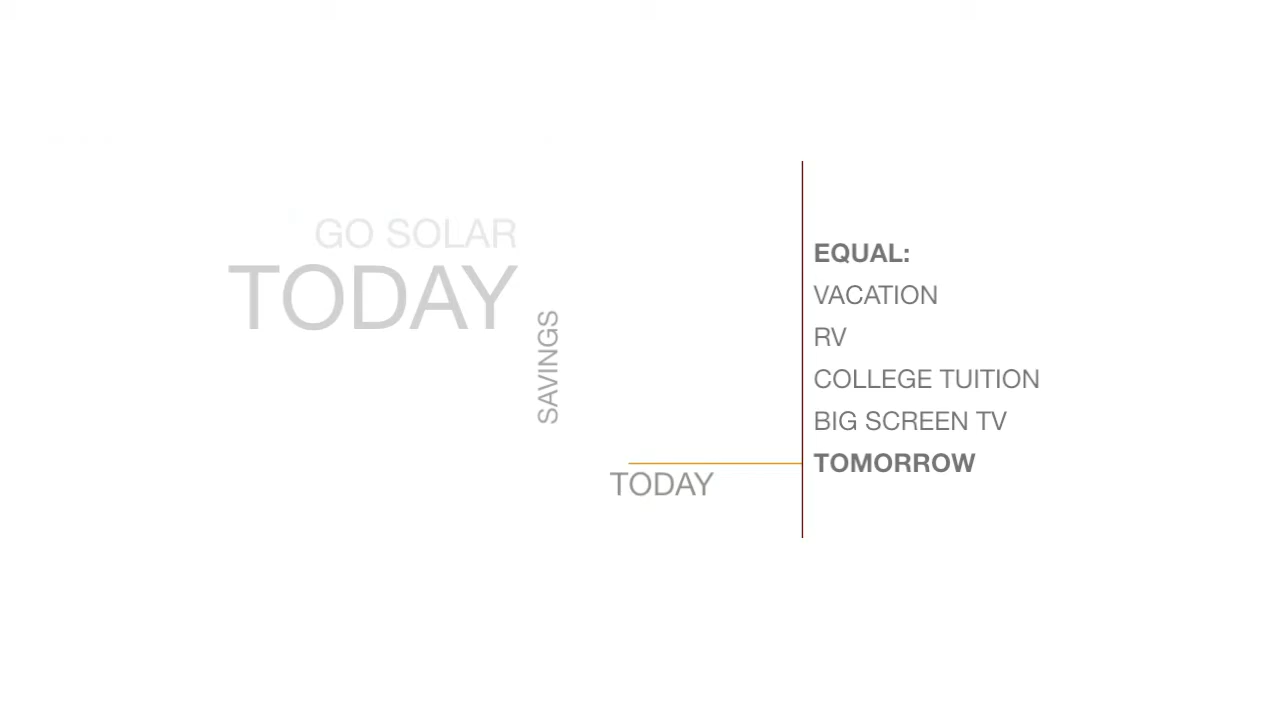 GO SOLAR
TODAY
SAVINGS
TODAY
EQUAL:
VACATION
RV
COLLEGE TUITION
BIG SCREEN TV
TOMORROW